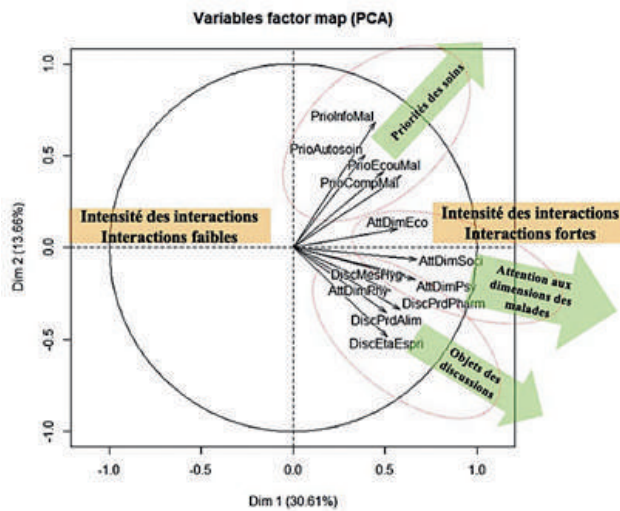 Variables factor map (PCA)
Priorités des soins
1.0
PrioInfoMal
0.5
PrioAutosoin
PrioEcouMal
PrioCompMal
Intensité des interactions
Interactions faibles
AttDimEco
Intensité des interactions
Interactions fortes
Dim 2 (13.66%)
0.0
AttDimSoci
DiscMesHyg
AttDimPsy
AttDimPhy
DiscPrdPharm
Attention aux
dimensions des
malades
DiscPrdAlim
DiscEtaEspri
-0.5
Objets des
discussions
-1.0
-1.0
-0.5
0.0
0.5
1.0
Dim 1 (30.61%)